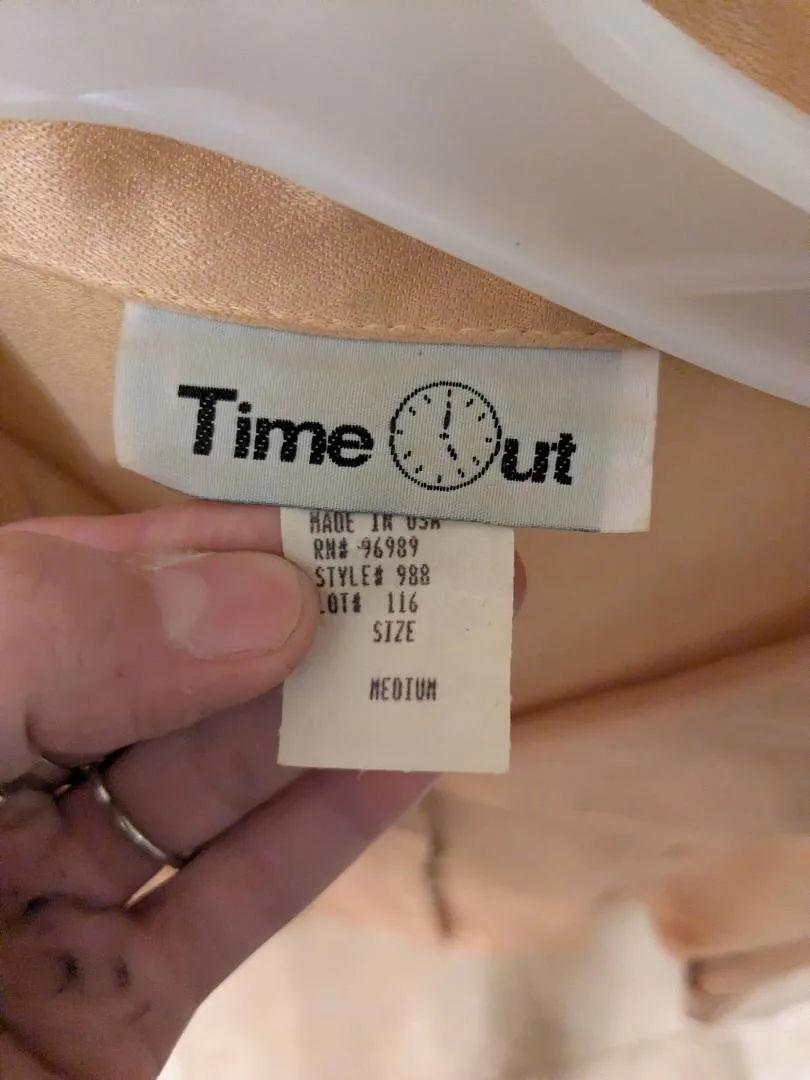 Time Out
MADE IN USA
RN# 96989
STYLE# 988
LOT# 116
SIZE
MEDIUM